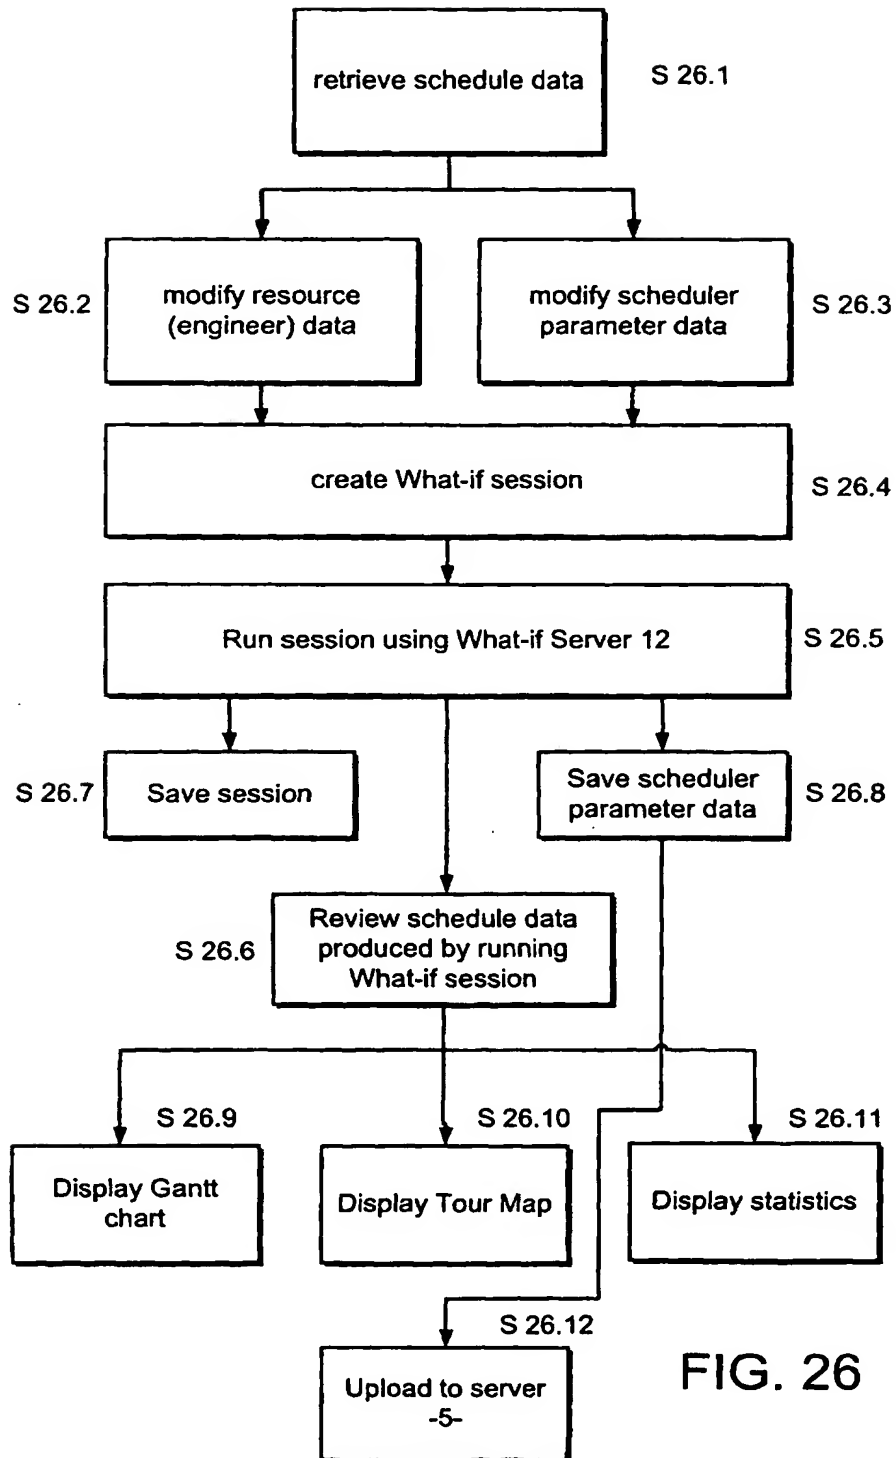 retrieve schedule data
S 26.1
S 26.2
modify resource
(engineer) data
modify scheduler
parameter data
S 26.3
create What-if session
S 26.4
Run session using What-if Server 12
S 26.5
S 26.7
Save session
Save scheduler
parameter data
S 26.8
S 26.6
Review schedule data
produced by running
What-if session
S 26.9
S 26.10
S 26.11
Display Gantt
chart
Display Tour Map
Display statistics
S 26.12
Upload to server
-5-
FIG. 26